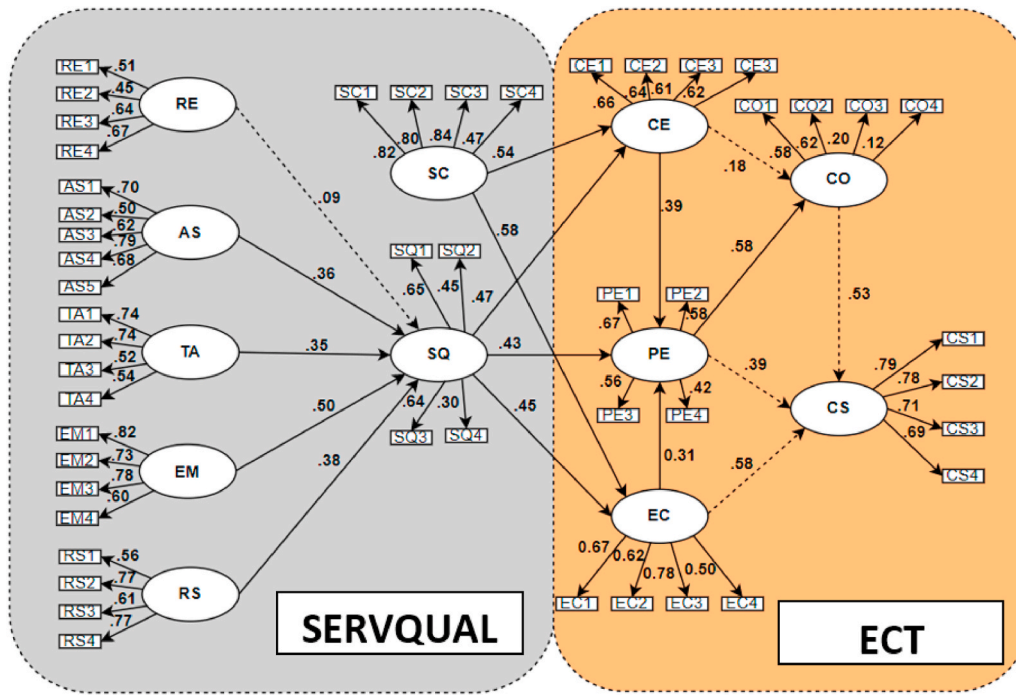 RE1
RE2
RE3
RE4
.51
.45
.64
.67
RE
AS1
AS2
AS3
AS4
AS5
.70
.50
.62
.79
.68
AS
TA1
TA2
TA3
TA4
.74
.74
.52
.54
TA
EM1
EM2
EM3
EM4
.82
.73
.78
.60
EM
RS1
RS2
RS3
RS4
.56
.77
.61
.77
RS
.09
.36
.35
.50
.38
SC1
SC2
SC3
SC4
.82
.80
.84
.47
SC
.54
.58
SQ1
SQ2
.65
.45
.47
SQ
.43
.45
.64
.30
SQ3
SQ4
SERVQUAL
CE1
CE2
CE3
CE3
.66
.64
.61
.62
CE
.39
.18
CO1
CO2
CO3
CO4
.58
.62
.20
.12
CO
.58
.53
PE1
PE2
.67
.58
PE
.56
.42
PE3
PE4
.39
0.31
.58
EC
0.67
0.62
0.78
0.50
EC1
EC2
EC3
EC4
CS
.79
.78
.71
.69
CS1
CS2
CS3
CS4
ECT